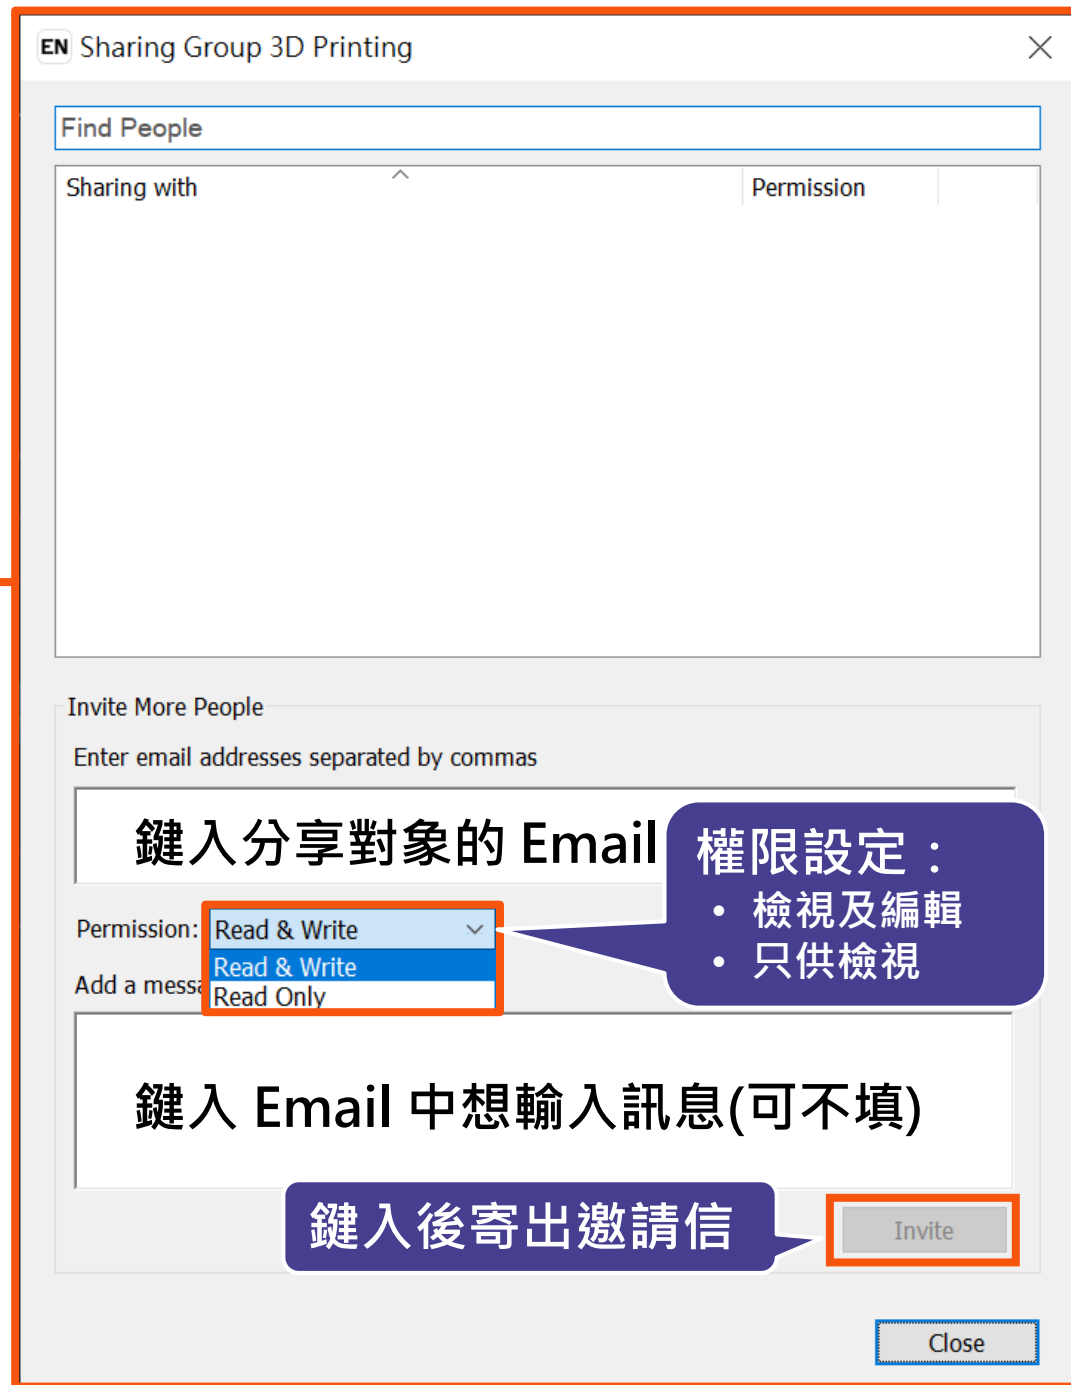 EN Sharing Group 3D Printing
Find People
Sharing with Permission
Invite More People
Enter email addresses separated by commas
鍵入分享對象的 Email
權限設定：
• 檢視及編輯
• 只供檢視
Permission: Read & Write
Read & Write
Read Only
Add a messa
鍵入 Email 中想輸入訊息(可不填)
鍵入後寄出邀請信
Invite
Close